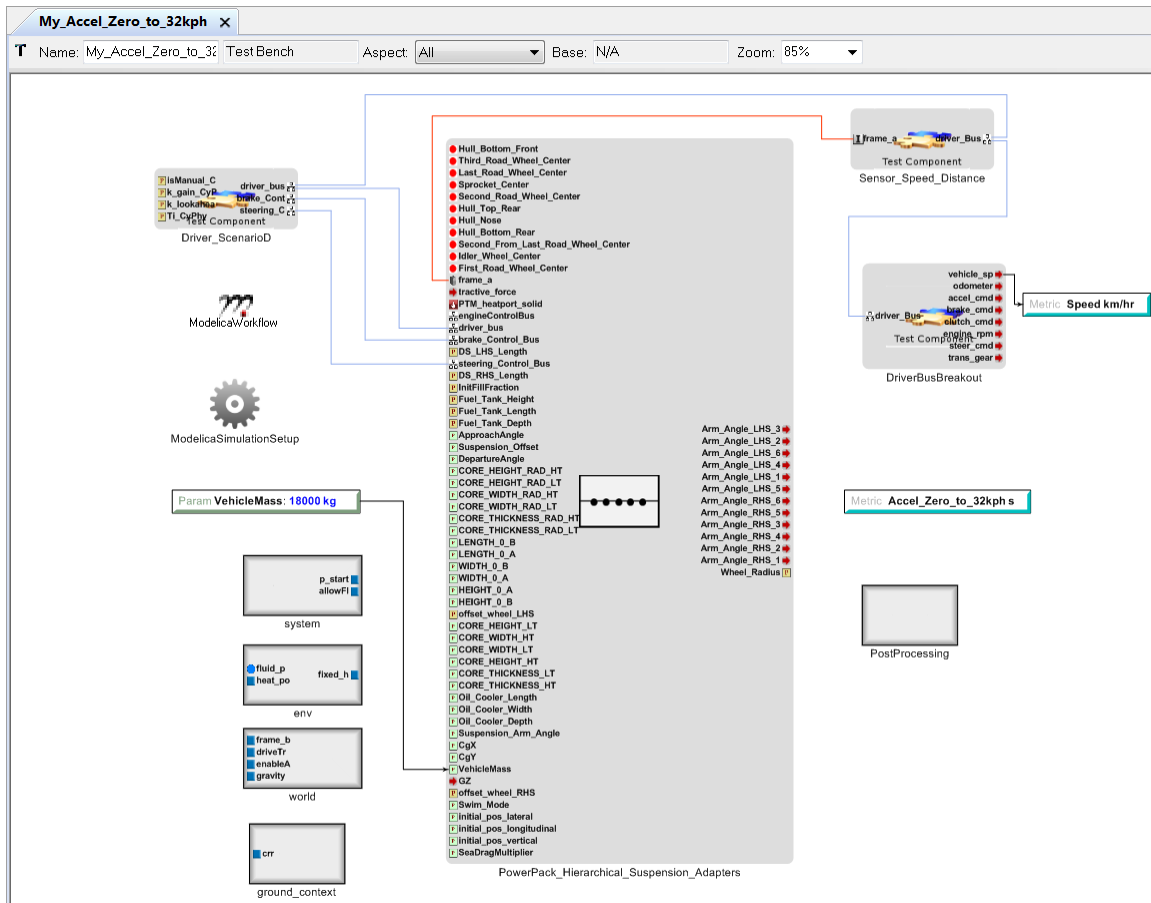 My_Accel_Zero_to_32kph
Name: My_Accel_Zero_to_32 Test Bench Aspect: All Base: N/A Zoom: 85%
isManual_C
k_gain_CyP
k_lookahea
Ti_CyPhy
driver_bus
brake_Cont
steering_C
Test Component
Driver_ScenarioD
ModelicaWorkflow
ModelicaSimulationSetup
Param VehicleMass: 18000 kg
p_start
allowFl
system
fluid_p
heat_po
fixed_h
env
frame_b
driveTr
enableA
gravity
world
crr
ground_context
Hull_Bottom_Front
Third_Road_Wheel_Center
Last_Road_Wheel_Center
Sprocket_Center
Second_Road_Wheel_Center
Hull_Top_Rear
Hull_Nose
Hull_Bottom_Rear
Second_From_Last_Road_Wheel_Center
Idler_Wheel_Center
First_Road_Wheel_Center
frame_a
tractive_force
PTM_heatport_solid
engineControlBus
driver_bus
brake_Control_Bus
DS_LHS_Length
steering_Control_Bus
DS_RHS_Length
InitFillFraction
Fuel_Tank_Height
Fuel_Tank_Length
Fuel_Tank_Depth
ApproachAngle
Suspension_Offset
DepartureAngle
CORE_HEIGHT_RAD_HT
CORE_HEIGHT_RAD_LT
CORE_WIDTH_RAD_HT
CORE_WIDTH_RAD_LT
CORE_THICKNESS_RAD_HT
CORE_THICKNESS_RAD_LT
LENGTH_0_B
LENGTH_0_A
WIDTH_0_B
WIDTH_0_A
HEIGHT_0_A
HEIGHT_0_B
offset_wheel_LHS
CORE_HEIGHT_LT
CORE_WIDTH_HT
CORE_WIDTH_LT
CORE_HEIGHT_HT
CORE_THICKNESS_LT
CORE_THICKNESS_HT
Oil_Cooler_Length
Oil_Cooler_Width
Oil_Cooler_Depth
Suspension_Arm_Angle
CgX
CgY
VehicleMass
GZ
offset_wheel_RHS
Swim_Mode
initial_pos_lateral
initial_pos_longitudinal
initial_pos_vertical
SeaDragMultiplier
Arm_Angle_LHS_3
Arm_Angle_LHS_2
Arm_Angle_LHS_6
Arm_Angle_LHS_4
Arm_Angle_LHS_1
Arm_Angle_LHS_5
Arm_Angle_RHS_6
Arm_Angle_RHS_5
Arm_Angle_RHS_3
Arm_Angle_RHS_4
Arm_Angle_RHS_2
Arm_Angle_RHS_1
Wheel_Radius
PowerPack_Hierarchical_Suspension_Adapters
frame_a
driver_Bus
Test Component
Sensor_Speed_Distance
driver_Bus
vehicle_sp
odometer
accel_cmd
brake_cmd
clutch_cmd
engine_rpm
steer_cmd
trans_gear
Test Component
DriverBusBreakout
Metric Speed km/hr
Metric Accel_Zero_to_32kph s
PostProcessing